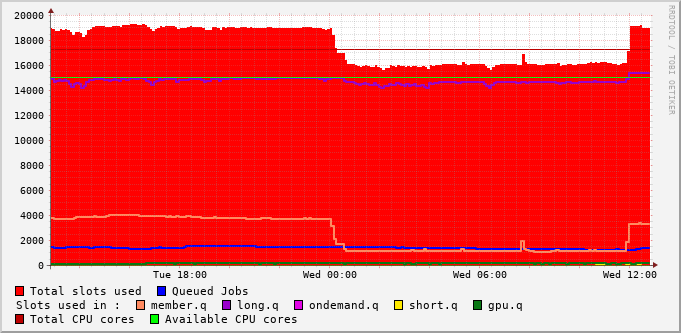 20000
18000
16000
14000
12000
10000
8000
6000
4000
2000
0
Tue 18:00 Wed 00:00 Wed 06:00 Wed 12:00
RRDTOOL / TOBI OETIKER
Total slots used Queued Jobs
Slots used in : member.q long.q ondemand.q short.q gpu.q
Total CPU cores Available CPU cores